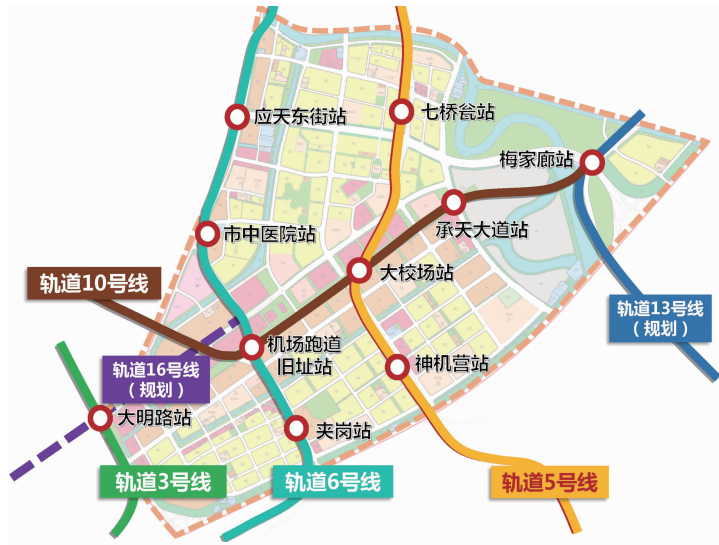 应天东街站
七桥瓮站
梅家廊站
承天大道站
市中医院站
大校场站
轨道10号线
轨道13号线
（规划）
机场跑道
旧址站
轨道16号线
（规划）
神机营站
大明路站
夹岗站
轨道3号线
轨道6号线
轨道5号线